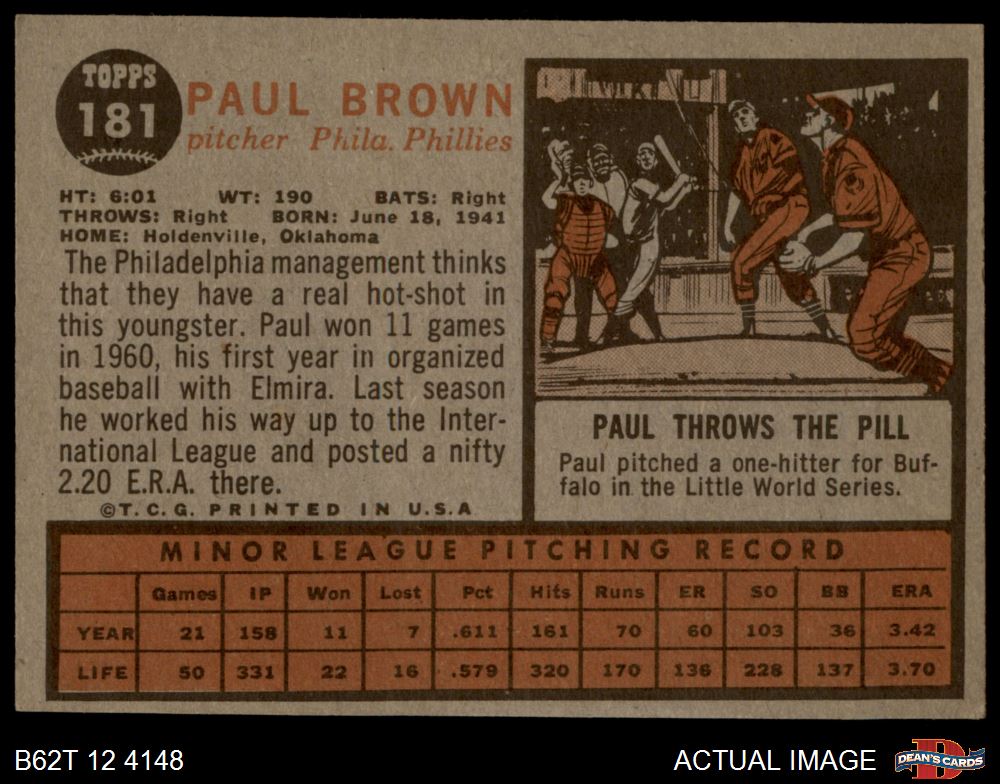 TOPPS
181
PAUL BROWN
pitcher Phila. Phillies
HT: 6:01 WT: 190 BATS: Right
THROWS: Right BORN: June 18, 1941
HOME: Holdenville, Oklahoma
The Philadelphia management thinks
that they have a real hot-shot in
this youngster. Paul won 11 games
in 1960, his first year in organized
baseball with Elmira. Last season
he worked his way up to the Inter-
national League and posted a nifty
2.20 E.R.A. there.
©T.C.G. PRINTED IN U.S.A
PAUL THROWS THE PILL
Paul pitched a one-hitter for Buf-
falo in the Little World Series.
MINOR LEAGUE PITCHING RECORD
Games IP Won Lost Pct Hits Runs ER SO BB ERA
YEAR 21 158 11 7 .611 161 70 60 103 36 3.42
LIFE 50 331 22 16 .579 320 170 136 228 137 3.70
B62T 12 4148
ACTUAL IMAGE
DEAN'S CARDS